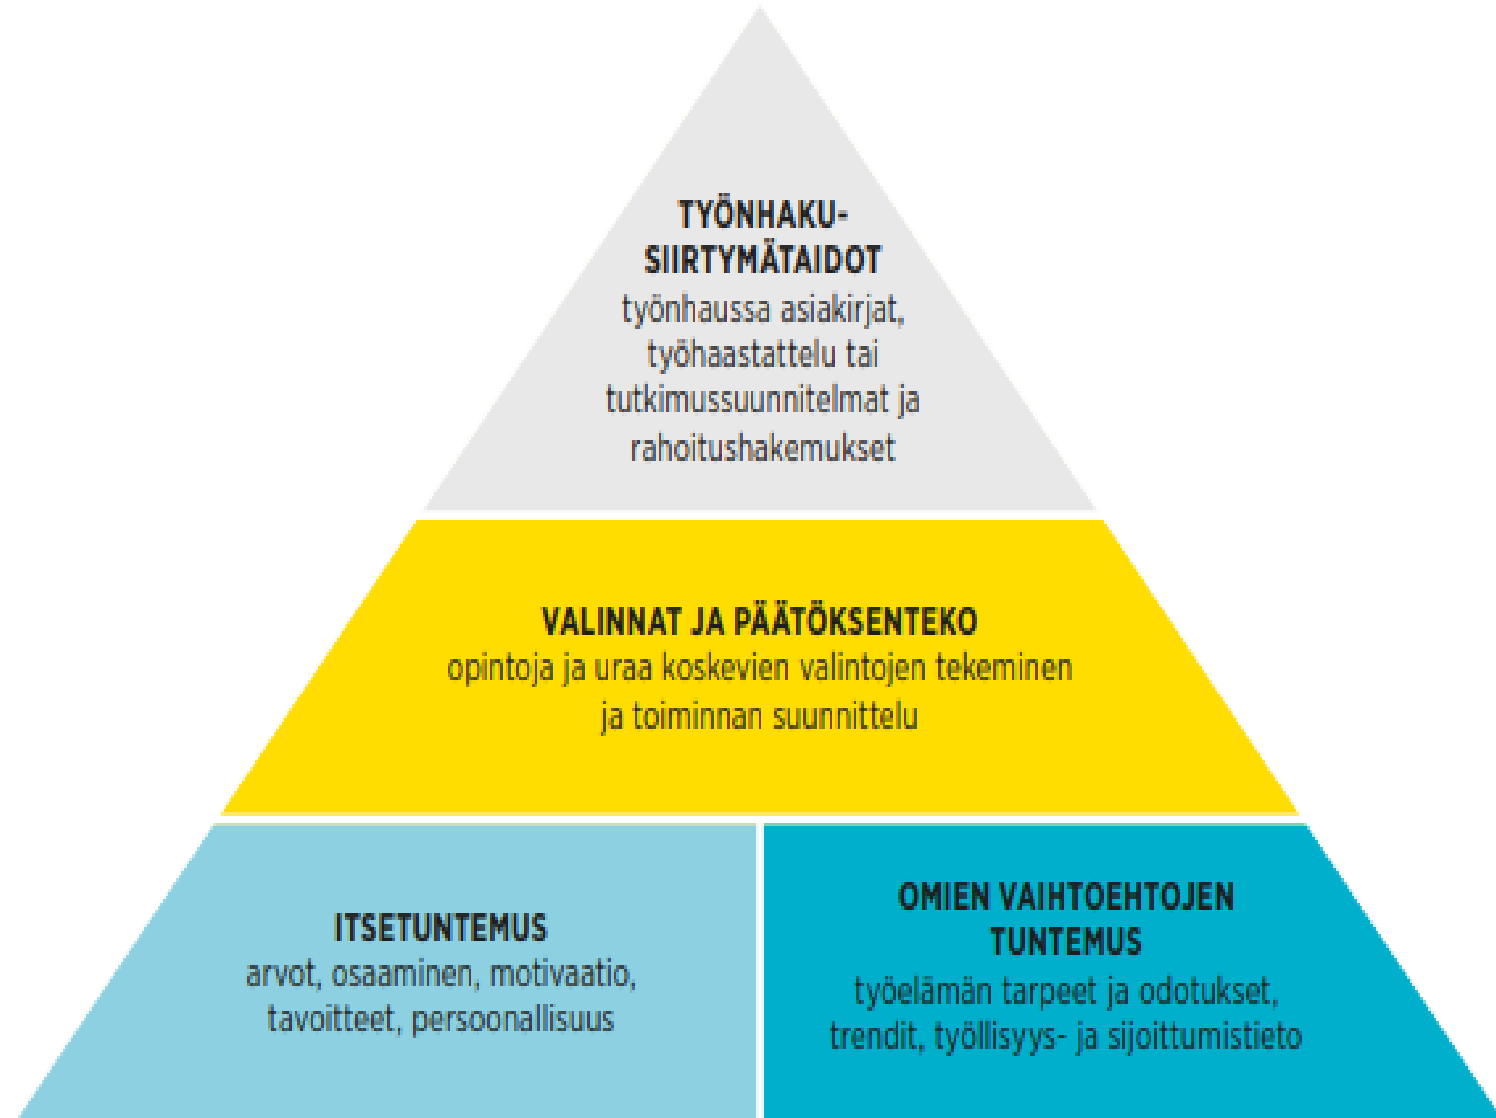 TYÖNHAKU-
SIIRTYMÄTAIDOT
työnhaussa asiakirjat,
työhaastattelu tai
tutkimussuunnitelmat ja
rahoitushakemukset
VALINNAT JA PÄÄTÖKSENTEKO
opintoja ja uraa koskevien valintojen tekeminen
ja toiminnan suunnittelu
ITSETUNTEMUS
arvot, osaaminen, motivaatio,
tavoitteet, persoonallisuus
OMIEN VAIHTOEHTOJEN
TUNTEMUS
työelämän tarpeet ja odotukset,
trendit, työllisyys- ja sijoittumistieto